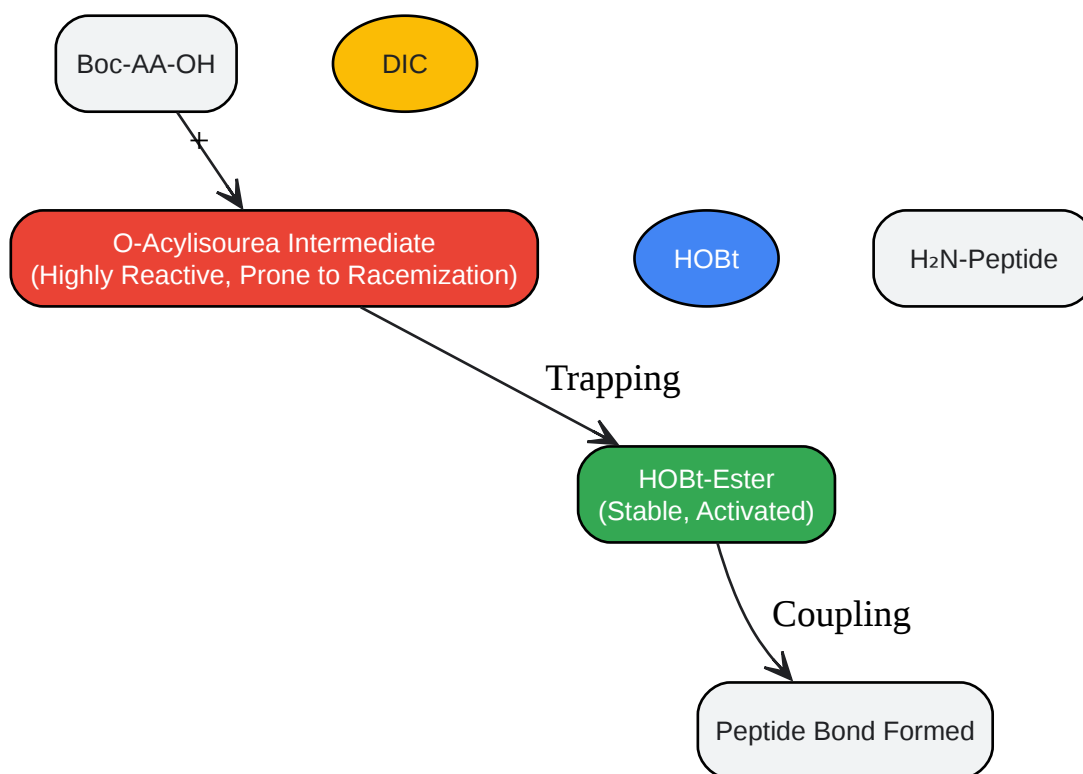 Boc-AA-OH
DIC
+
O-Acylisourea Intermediate
(Highly Reactive, Prone to Racemization)
HOBt
H₂N-Peptide
Trapping
HOBt-Ester
(Stable, Activated)
Coupling
Peptide Bond Formed